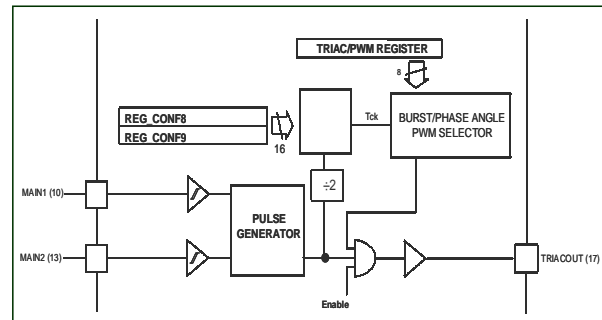 TRIAC/PWM REGISTER
8
REG_CONF8
REG_CONF9
16
Tck
BURST/PHASE ANGLE
PWM SELECTOR
÷2
MAIN1 (10)
PULSE
GENERATOR
MAIN2 (13)
TRIACOUT (17)
Enable